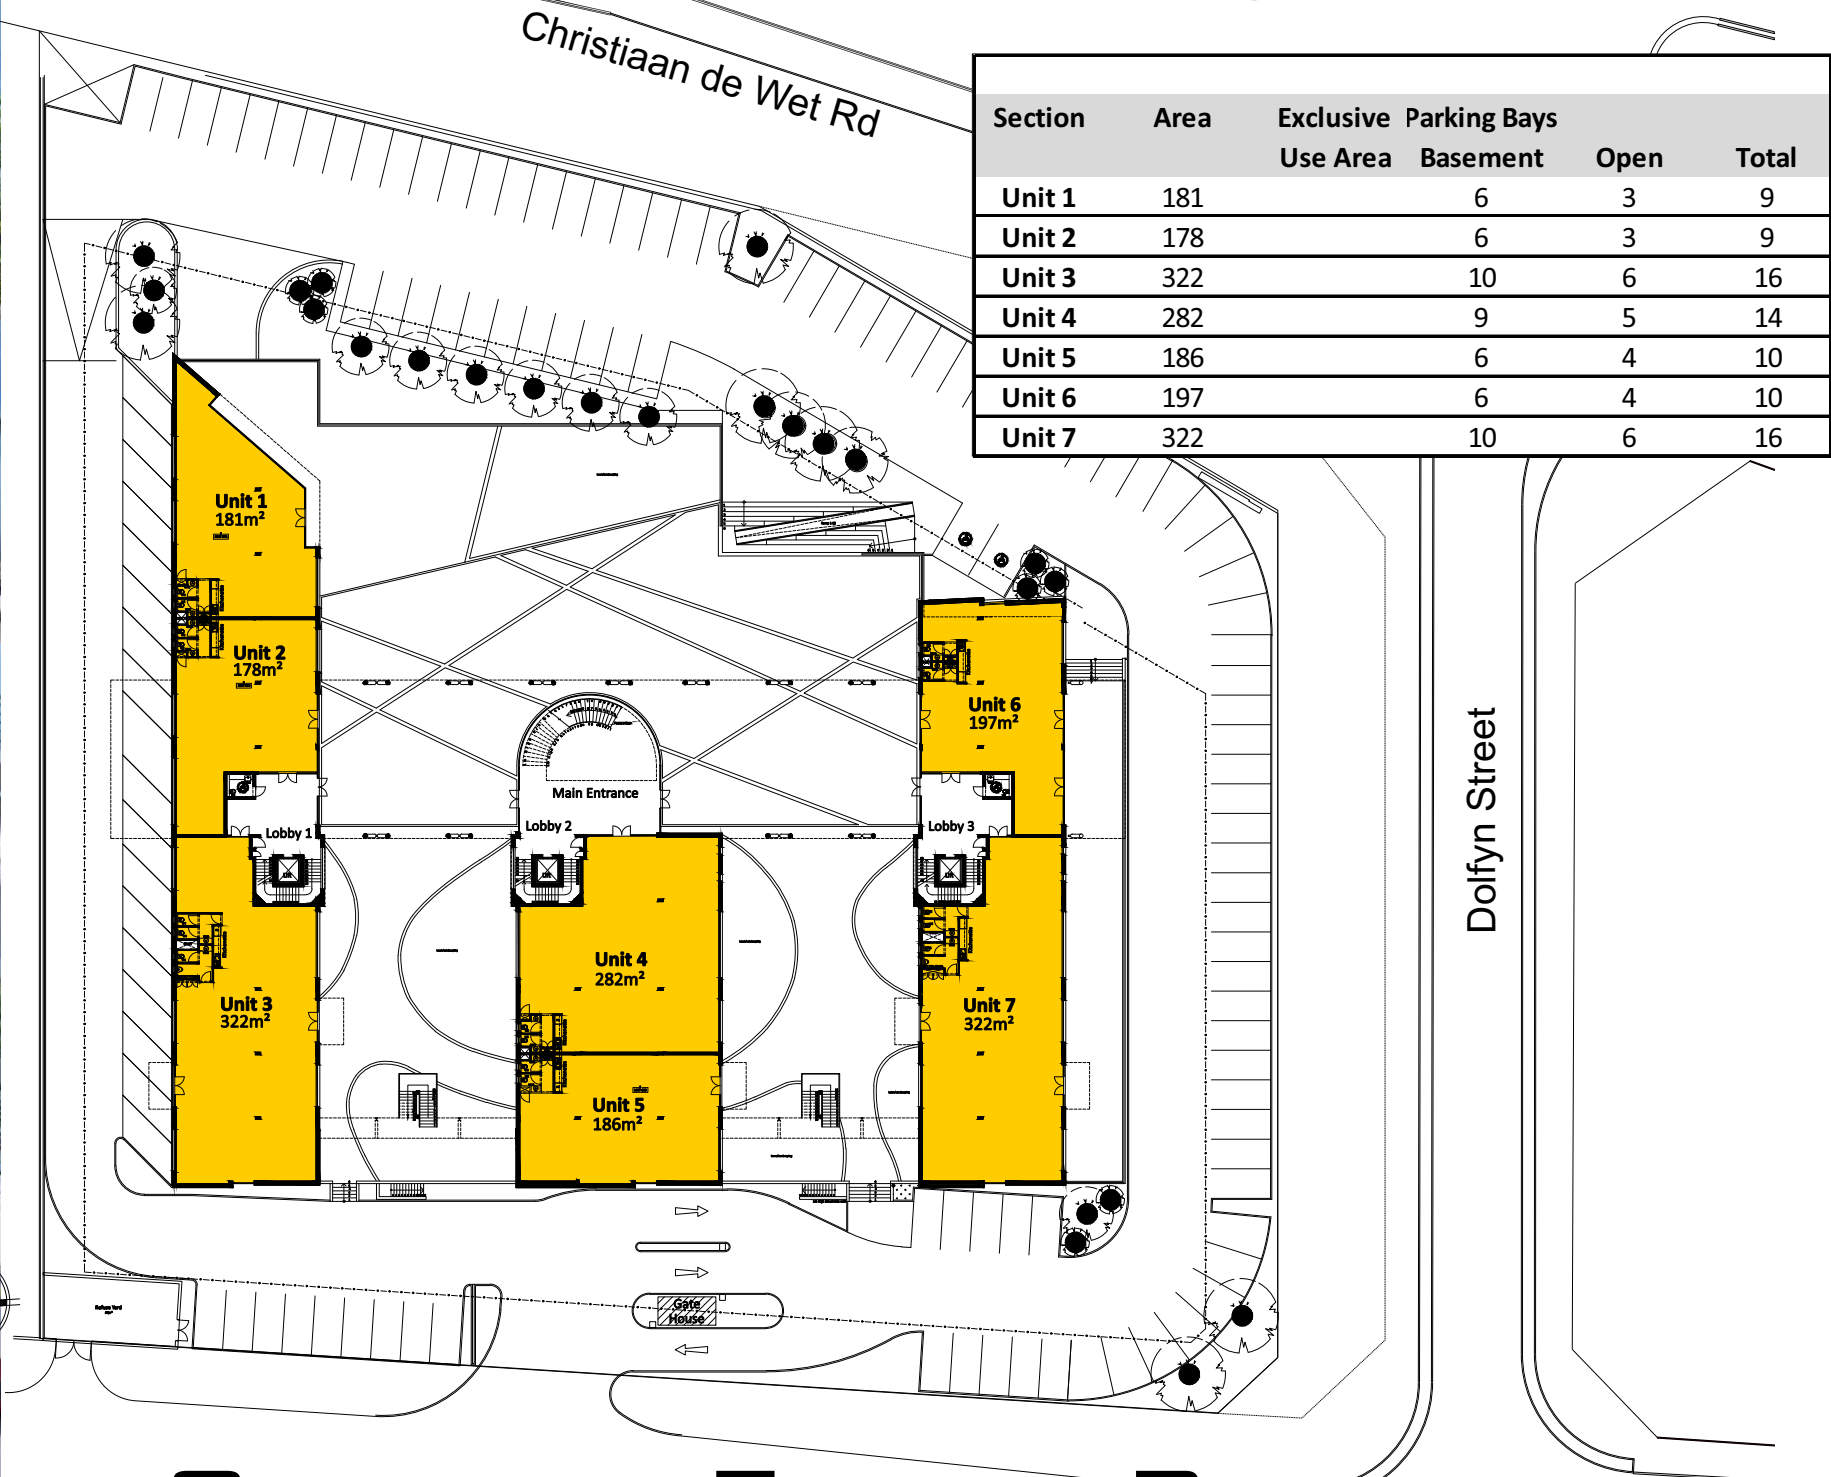 Christiaan de Wet Rd
Section Area Exclusive Parking Bays
Use Area Basement Open Total
Unit 1 181 6 3 9
Unit 2 178 6 3 9
Unit 3 322 10 6 16
Unit 4 282 9 5 14
Unit 5 186 6 4 10
Unit 6 197 6 4 10
Unit 7 322 10 6 16
Unit 1
181m²
Unit 2
178m²
Unit 6
197m²
Dolfyn Street
Main Entrance
Lobby 1
Lobby 2
Lobby 3
Unit 4
282m²
Unit 3
322m²
Unit 7
322m²
Unit 5
186m²
Gate
House
Refuse Yard